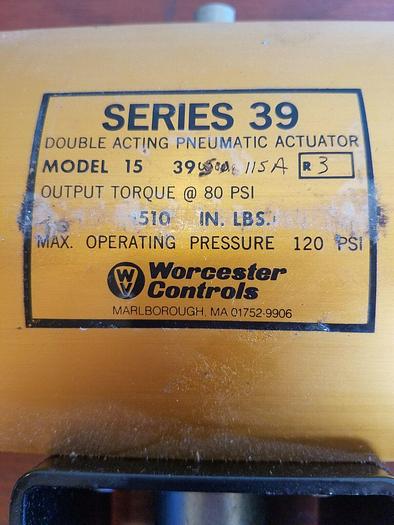 SERIES 39
DOUBLE ACTING PNEUMATIC ACTUATOR
MODEL 15 39 115A R 3
OUTPUT TORQUE @ 80 PSI
510 IN. LBS.
MAX. OPERATING PRESSURE 120 PSI
W Worcester
Controls
MARLBOROUGH, MA 01752-9906